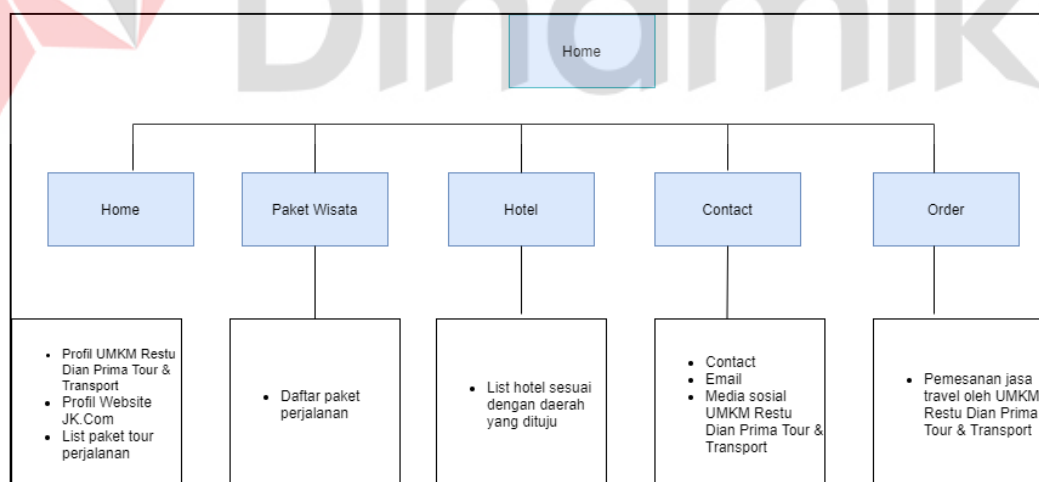 Dinamik
Home
Home
Paket Wisata
Hotel
Contact
Order
• Profil UMKM Restu
Dian Prima Tour &
Transport
• Profil Website
JK.Com
• List paket tour
perjalanan
• Daftar paket
perjalanan
• List hotel sesuai
dengan daerah
yang dituju
• Contact
• Email
• Media sosial
UMKM Restu
Dian Prima Tour &
Transport
• Pemesanan jasa
travel oleh UMKM
Restu Dian Prima
Tour & Transport